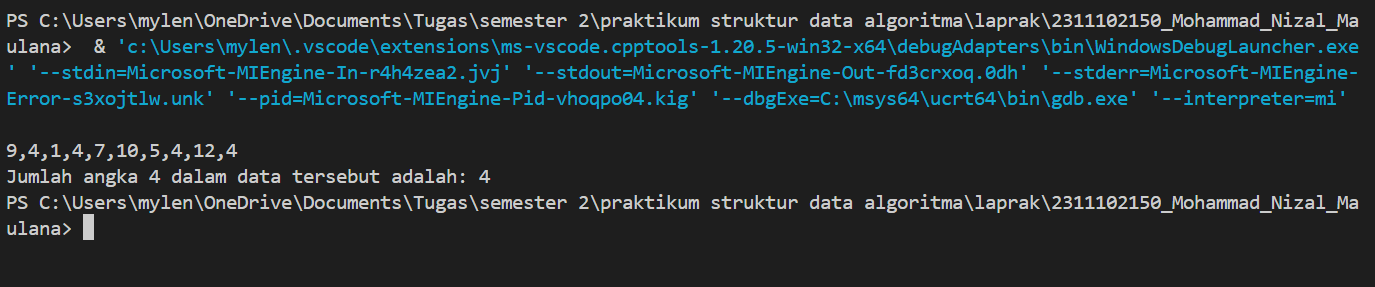 PS C:\Users\mylen\OneDrive\Documents\Tugas\semester 2\praktikum struktur data algoritma\laprak\2311102150_Mohammad_Nizal_Ma
ulana>  & 'c:\Users\mylen\.vscode\extensions\ms-vscode.cpptools-1.20.5-win32-x64\debugAdapters\bin\WindowsDebugLauncher.exe
' '--stdin=Microsoft-MIEngine-In-r4h4zea2.jvj' '--stdout=Microsoft-MIEngine-Out-fd3crxoq.0dh' '--stderr=Microsoft-MIEngine-
Error-s3xojtlw.unk' '--pid=Microsoft-MIEngine-Pid-vhoqpo04.kig' '--dbgExe=C:\msys64\ucrt64\bin\gdb.exe' '--interpreter=mi'
9,4,1,4,7,10,5,4,12,4
Jumlah angka 4 dalam data tersebut adalah: 4
PS C:\Users\mylen\OneDrive\Documents\Tugas\semester 2\praktikum struktur data algoritma\laprak\2311102150_Mohammad_Nizal_Ma
ulana>